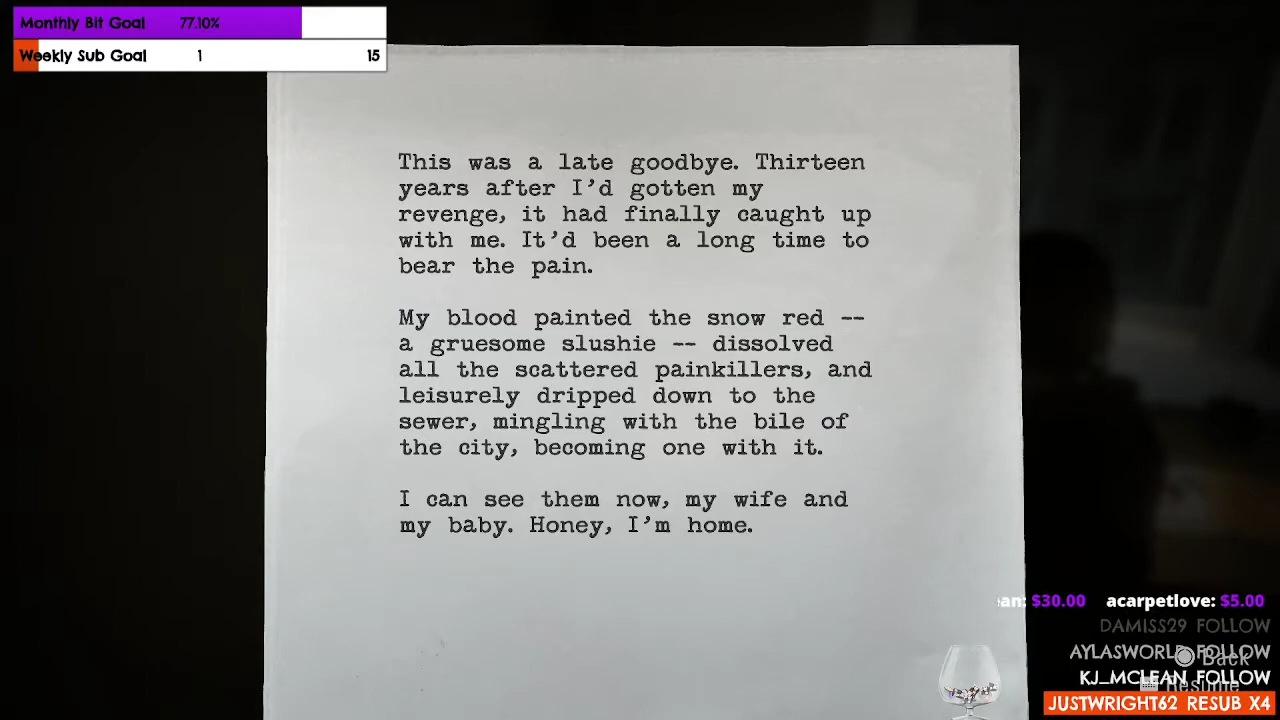 Monthly Bit Goal 77.10%
Weekly Sub Goal 1 15
This was a late goodbye. Thirteen
years after I'd gotten my
revenge, it had finally caught up
with me. It'd been a long time to
bear the pain.
My blood painted the snow red --
a gruesome slushie -- dissolved
all the scattered painkillers, and
leisurely dripped down to the
sewer, mingling with the bile of
the city, becoming one with it.
I can see them now, my wife and
my baby. Honey, I'm home.
$30.00 acarpetlove: $5.00
DAMISS29 FOLLOW
AYLASWORLD FOLLOW
Back
KJ_MCLEAN FOLLOW
Resume
JUSTWRIGHT62 RESUB X4